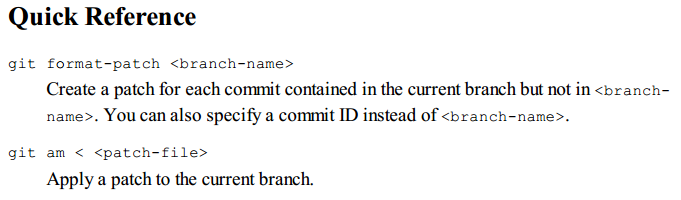 Quick Reference
git format-patch <branch-name>
Create a patch for each commit contained in the current branch but not in <branch-
name>. You can also specify a commit ID instead of <branch-name>.
git am < <patch-file>
Apply a patch to the current branch.